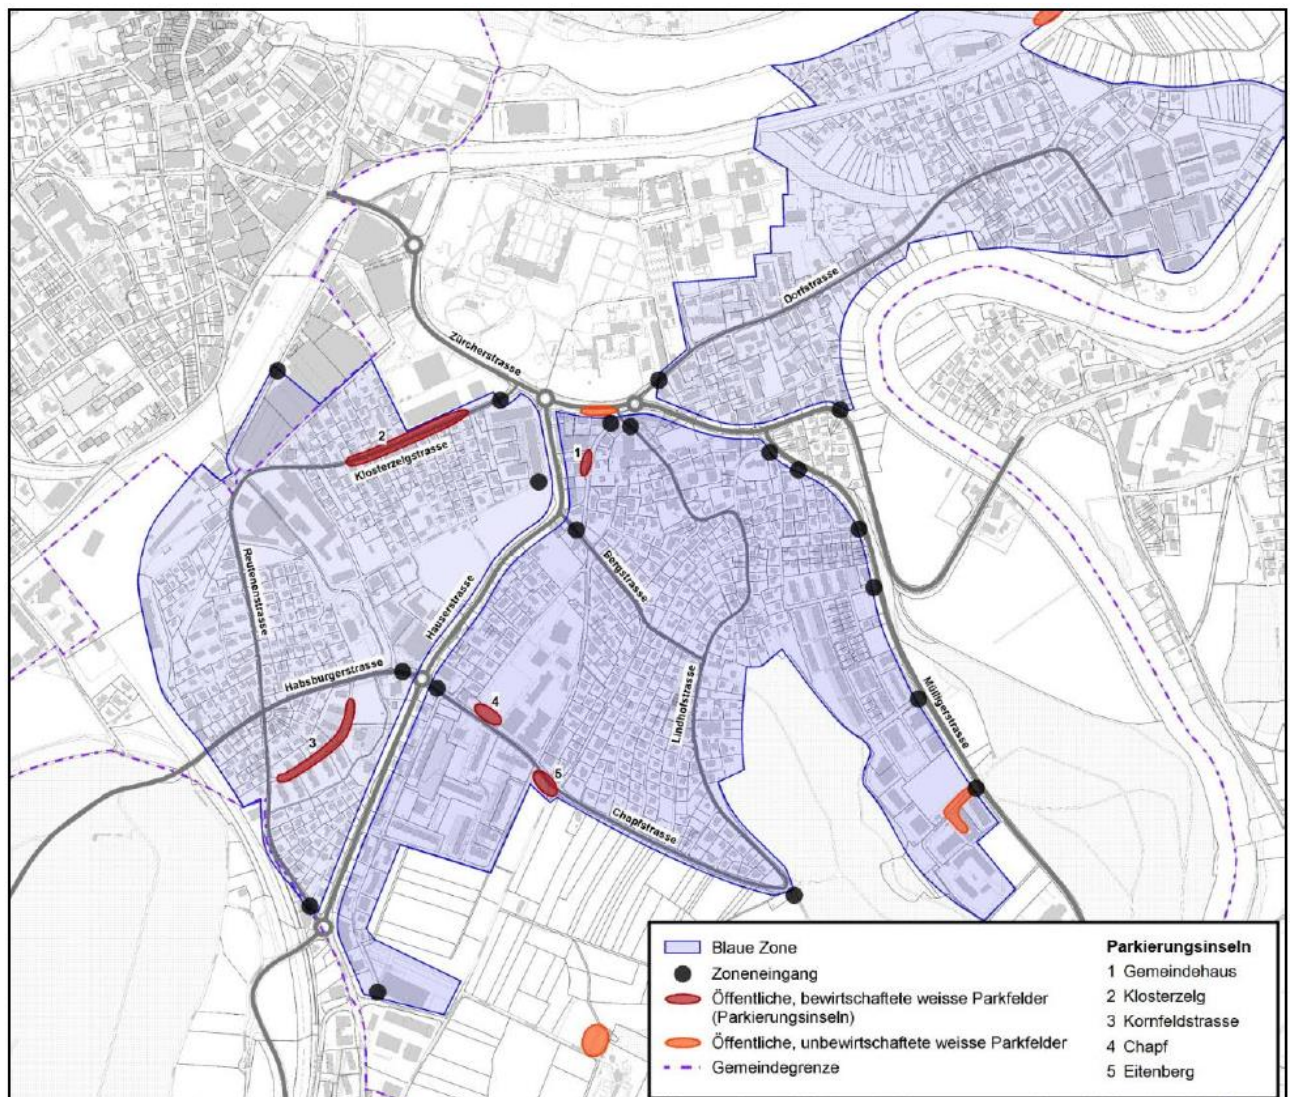 Zürcherstrasse
Dorfstrasse
2
Klosterzelgstrasse
1
Reutenenstrasse
Hauserstrasse
Bergstrasse
Habsburgerstrasse
Lindhofstrasse
Mülligerstrasse
4
3
5
Chapfstrasse
Blaue Zone
Zoneneingang
Öffentliche, bewirtschaftete weisse Parkfelder
(Parkierungsinseln)
Öffentliche, unbewirtschaftete weisse Parkfelder
Gemeindegrenze
Parkierungsinseln
1 Gemeindehaus
2 Klosterzelg
3 Kornfeldstrasse
4 Chapf
5 Eitenberg